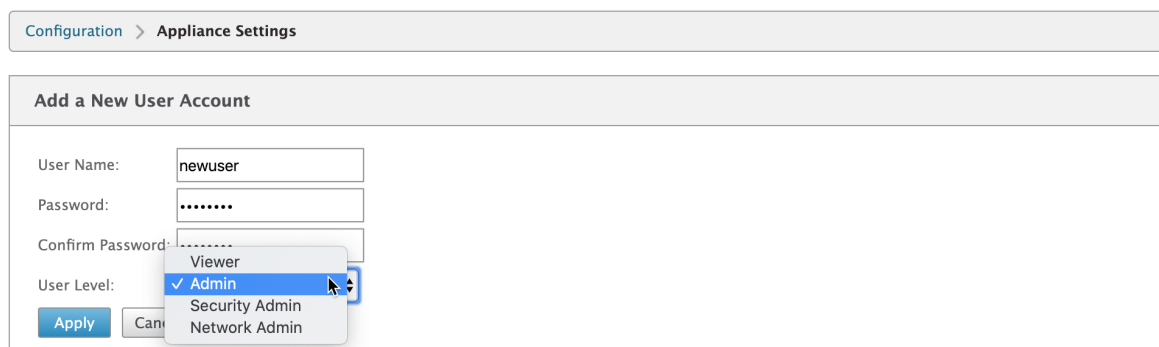 Configuration > Appliance Settings
Add a New User Account
User Name: newuser
Password: ••••••••
Confirm Password: ••••••••
Viewer
User Level: ✓ Admin
Security Admin
Network Admin
Apply